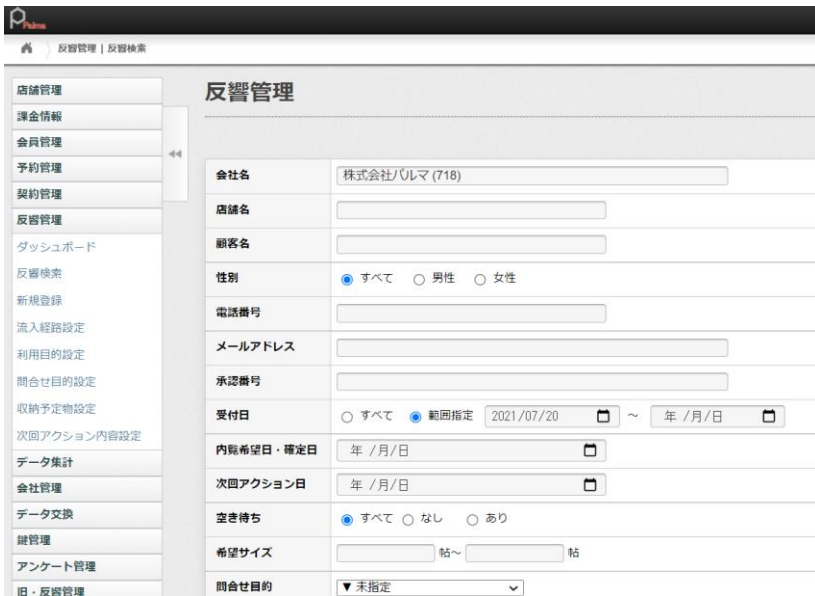 Palma
反響管理 | 反響検索
店舗管理
課金情報
会員管理
予約管理
契約管理
反響管理
ダッシュボード
反響検索
新規登録
流入経路設定
利用目的設定
問合せ目的設定
収納予定物設定
次回アクション内容設定
データ集計
会社管理
データ交換
鍵管理
アンケート管理
旧・反響管理
反響管理
会社名 株式会社パルマ (718)
店舗名
顧客名
性別 すべて 男性 女性
電話番号
メールアドレス
承認番号
受付日 すべて 範囲指定 2021/07/20 ～ 年 /月/日
内覧希望日・確定日 年 /月/日
次回アクション日 年 /月/日
空き待ち すべて なし あり
希望サイズ 帖～ 帖
問合せ目的 ▼ 未指定